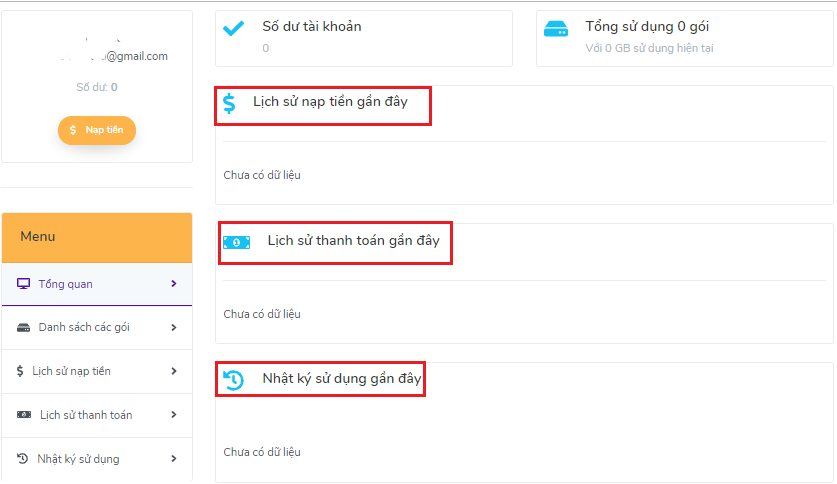 @gmail.com
Số dư: 0
Nạp tiền
Menu
Tổng quan
Danh sách các gói
Lịch sử nạp tiền
Lịch sử thanh toán
Nhật ký sử dụng
Số dư tài khoản
0
Tổng sử dụng 0 gói
Với 0 GB sử dụng hiện tại
Lịch sử nạp tiền gần đây
Chưa có dữ liệu
Lịch sử thanh toán gần đây
Chưa có dữ liệu
Nhật ký sử dụng gần đây
Chưa có dữ liệu